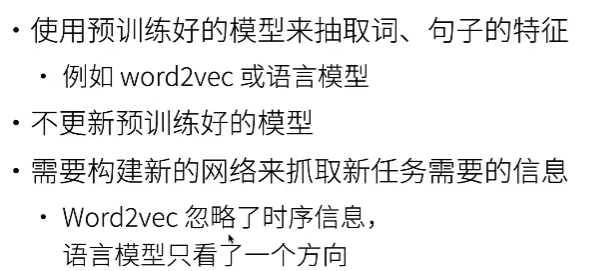 • 使用预训练好的模型来抽取词、句子的特征
• 例如 word2vec 或语言模型
• 不更新预训练好的模型
• 需要构建新的网络来抓取新任务需要的信息
• Word2vec 忽略了时序信息，
语言模型只看了一个方向